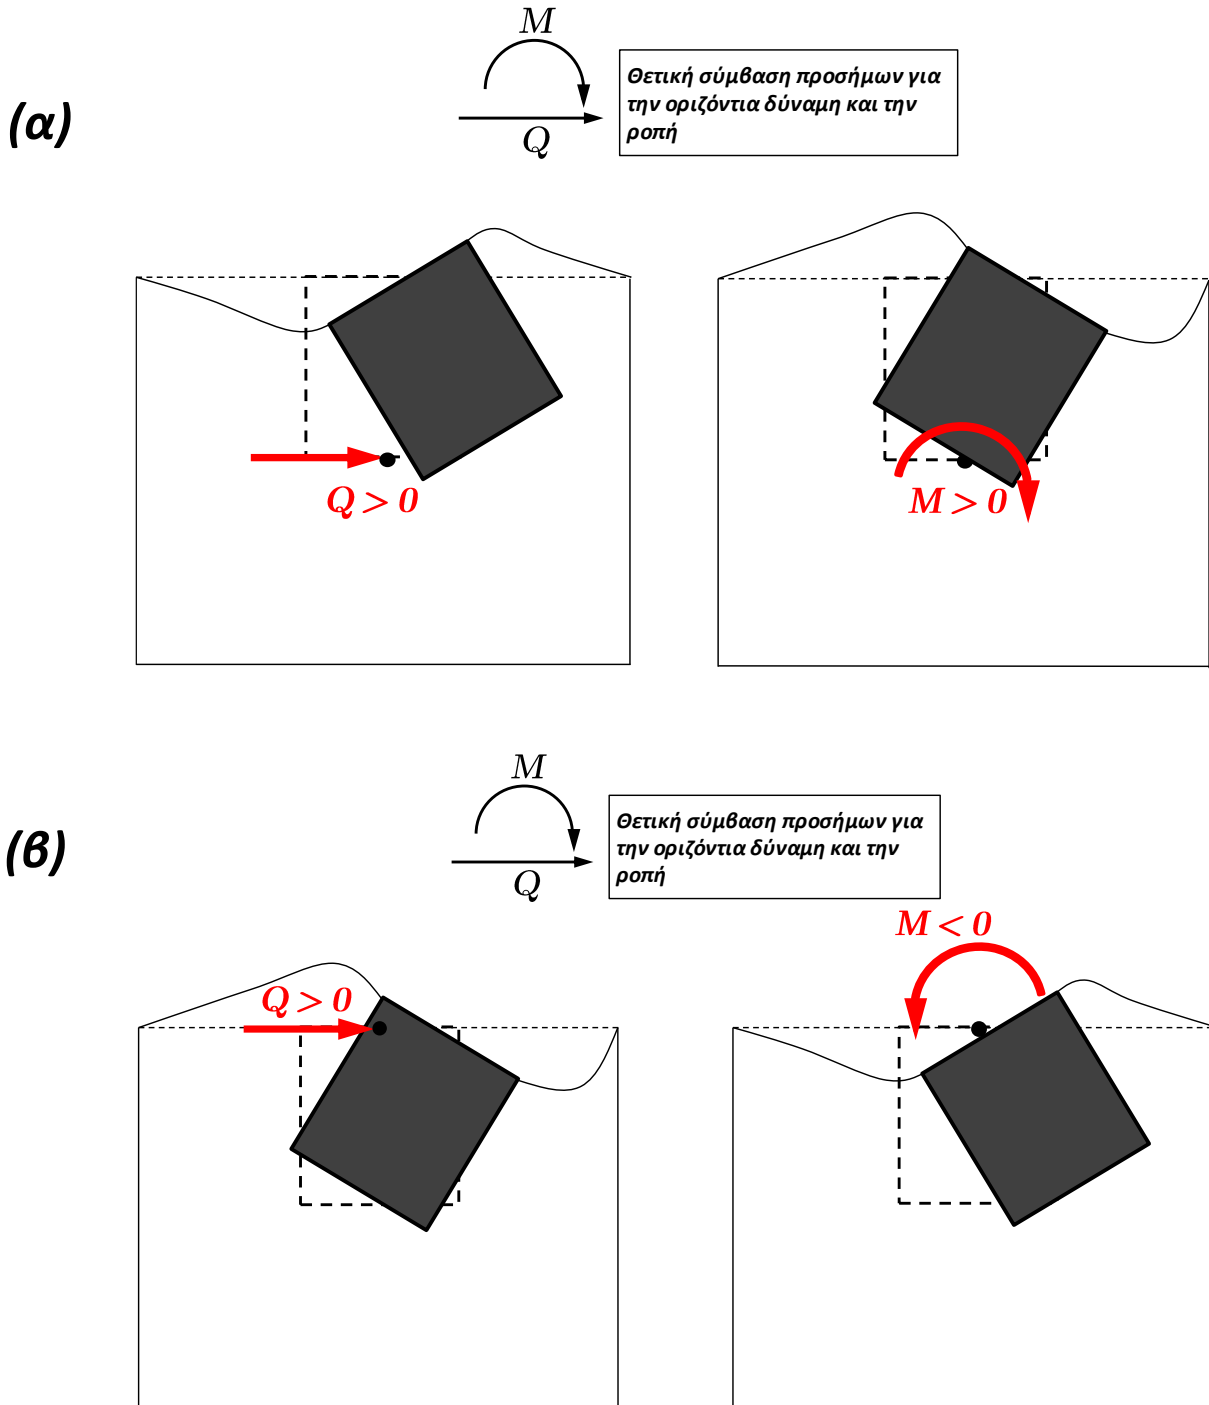 M
(α)
Θετική σύμβαση προσήμων για
την οριζόντια δύναμη και την
ροπή
Q
Q > 0
M > 0
M
(β)
Θετική σύμβαση προσήμων για
την οριζόντια δύναμη και την
ροπή
Q
M < 0
Q > 0